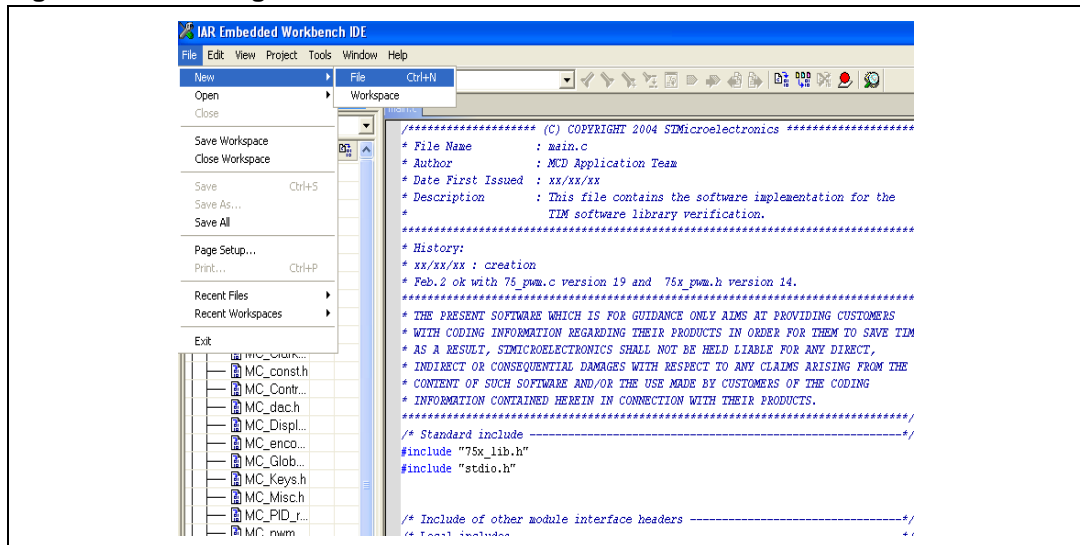 IAR Embedded Workbench IDE
File Edit View Project Tools Window Help
New
File Ctrl+N
Workspace
Open
Close
Save Workspace
Close Workspace
Save Ctrl+S
Save As...
Save All
Page Setup...
Print... Ctrl+P
Recent Files
Recent Workspaces
Exit
MC_Clark...
MC_const.h
MC_Contr...
MC_dac.h
MC_Displ...
MC_enco...
MC_Glob...
MC_Keys.h
MC_Misc.h
MC_PID_r...
MC_pwm
main.c
/******************* (C) COPYRIGHT 2004 STMicroelectronics ********************
* File Name : main.c
* Author : MCD Application Team
* Date First Issued : xx/xx/xx
* Description : This file contains the software implementation for the
* TIM software library verification.
********************************************************************************
* History:
* xx/xx/xx : creation
* Feb.2 ok with 75_pwm.c version 19 and 75x_pwm.h version 14.
********************************************************************************
* THE PRESENT SOFTWARE WHICH IS FOR GUIDANCE ONLY AIMS AT PROVIDING CUSTOMERS
* WITH CODING INFORMATION REGARDING THEIR PRODUCTS IN ORDER FOR THEM TO SAVE TIM
* AS A RESULT, STMICROELECTRONICS SHALL NOT BE HELD LIABLE FOR ANY DIRECT,
* INDIRECT OR CONSEQUENTIAL DAMAGES WITH RESPECT TO ANY CLAIMS ARISING FROM THE
* CONTENT OF SUCH SOFTWARE AND/OR THE USE MADE BY CUSTOMERS OF THE CODING
* INFORMATION CONTAINED HEREIN IN CONNECTION WITH THEIR PRODUCTS.
*******************************************************************************/
/* Standard include ----------------------------------------------------------*/
#include "75x_lib.h"
#include "stdio.h"
/* Include of other module interface headers ---------------------------------*/
/* Local includes